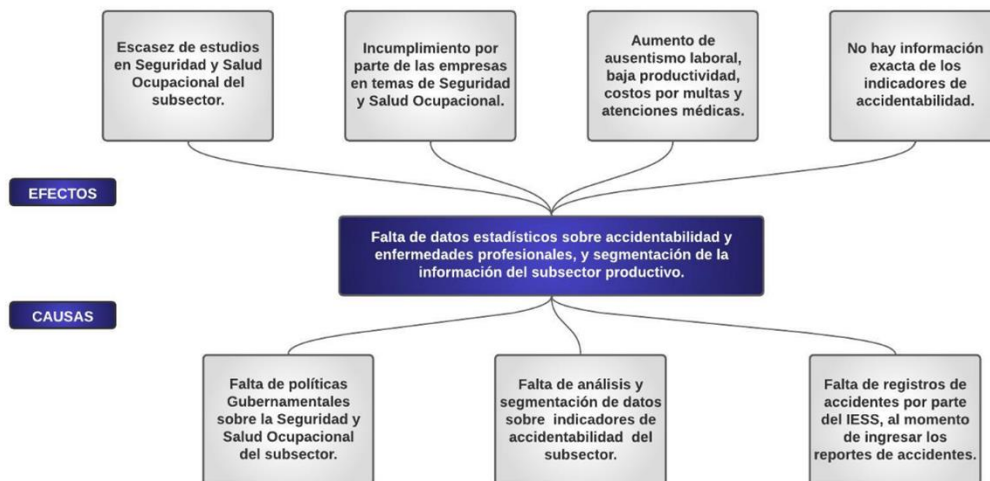 Escasez de estudios
en Seguridad y Salud
Ocupacional del
subsector.
Incumplimiento por
parte de las empresas
en temas de Seguridad
y Salud Ocupacional.
Aumento de
ausentismo laboral,
baja productividad,
costos por multas y
atenciones médicas.
No hay información
exacta de los
indicadores de
accidentabilidad.
EFECTOS
Falta de datos estadísticos sobre accidentabilidad y
enfermedades profesionales, y segmentación de la
información del subsector productivo.
CAUSAS
Falta de políticas
Gubernamentales
sobre la Seguridad y
Salud Ocupacional
del subsector.
Falta de análisis y
segmentación de datos
sobre indicadores de
accidentabilidad del
subsector.
Falta de registros de
accidentes por parte
del IESS, al momento
de ingresar los
reportes de accidentes.